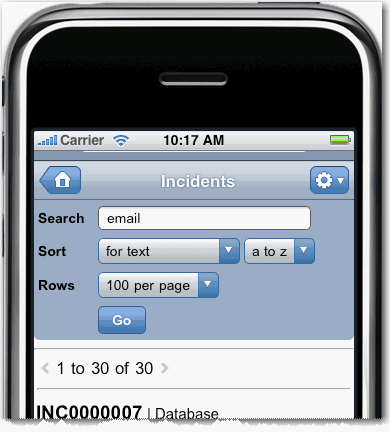 Carrier 10:17 AM
Incidents
Search email
Sort for text a to z
Rows 100 per page
Go
1 to 30 of 30
INC0000007 | Database